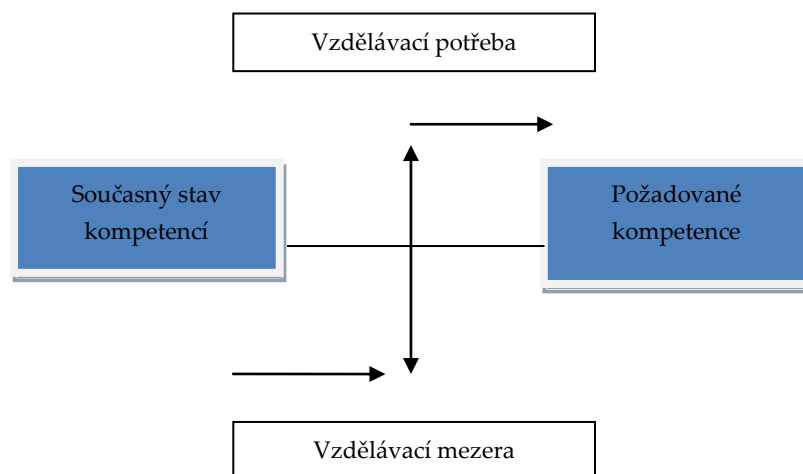 Vzdělávací potřeba
Současný stav
kompetencí
Požadované
kompetence
Vzdělávací mezera